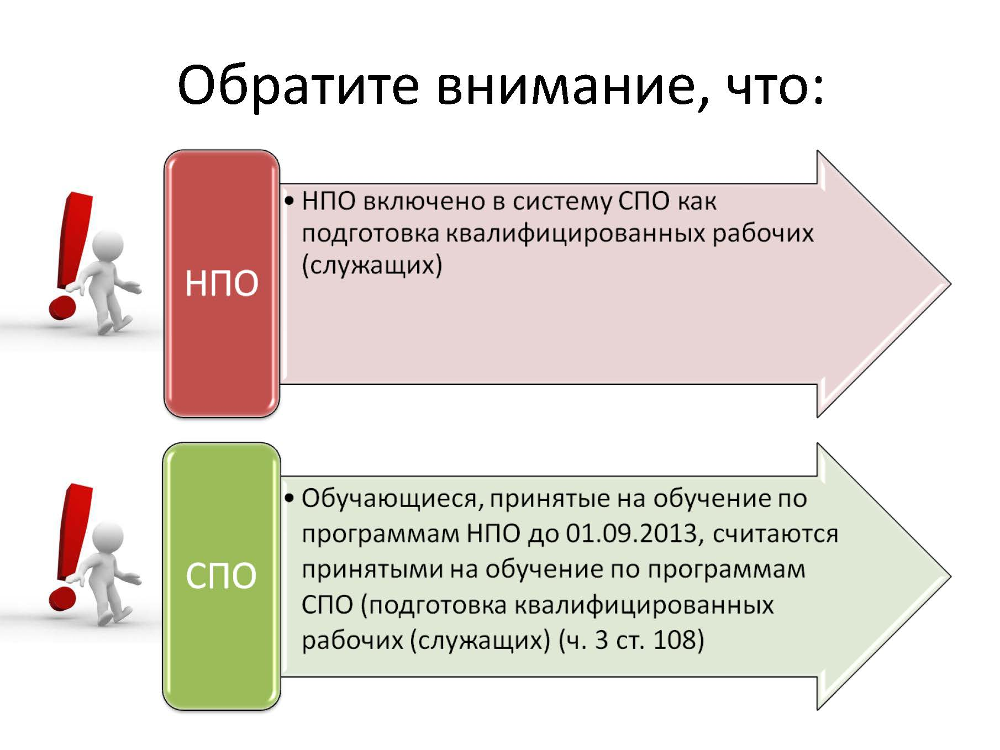 Обратите внимание, что:
НПО
• НПО включено в систему СПО как
подготовка квалифицированных рабочих
(служащих)
СПО
• Обучающиеся, принятые на обучение по
программам НПО до 01.09.2013, считаются
принятыми на обучение по программам
СПО (подготовка квалифицированных
рабочих (служащих) (ч. 3 ст. 108)